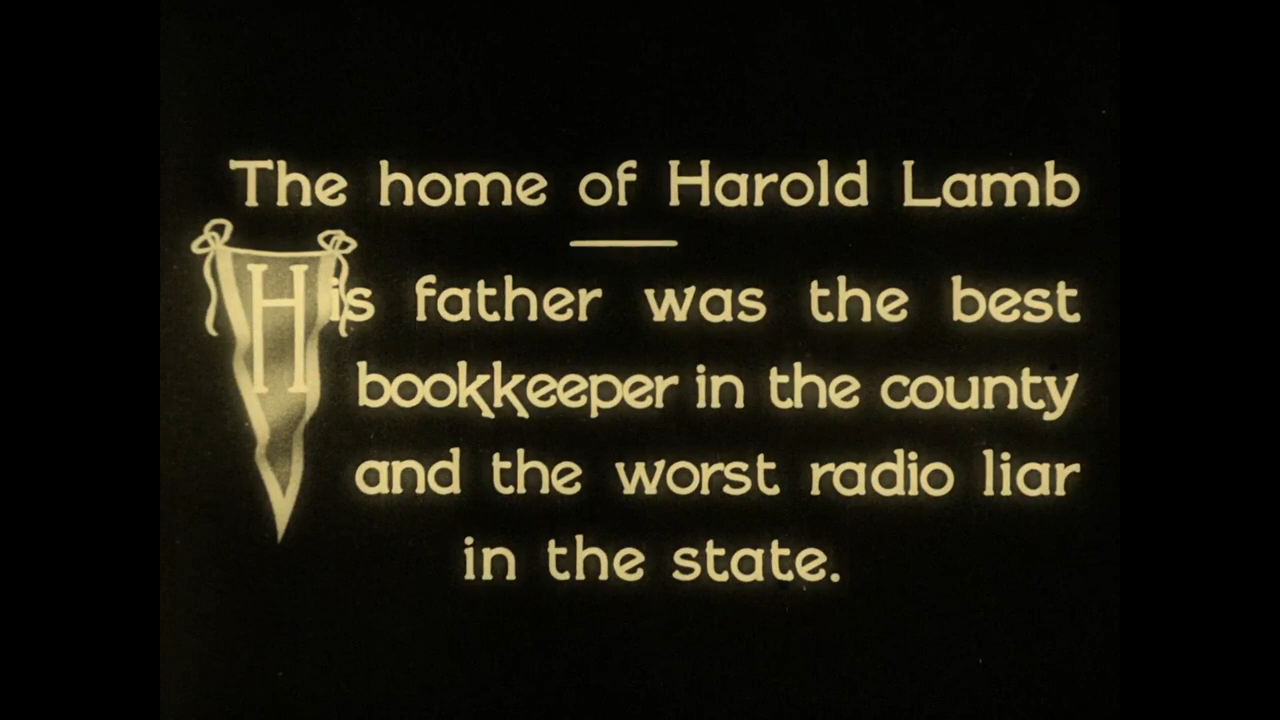 The home of Harold Lamb
His father was the best
bookkeeper in the county
and the worst radio liar
in the state.